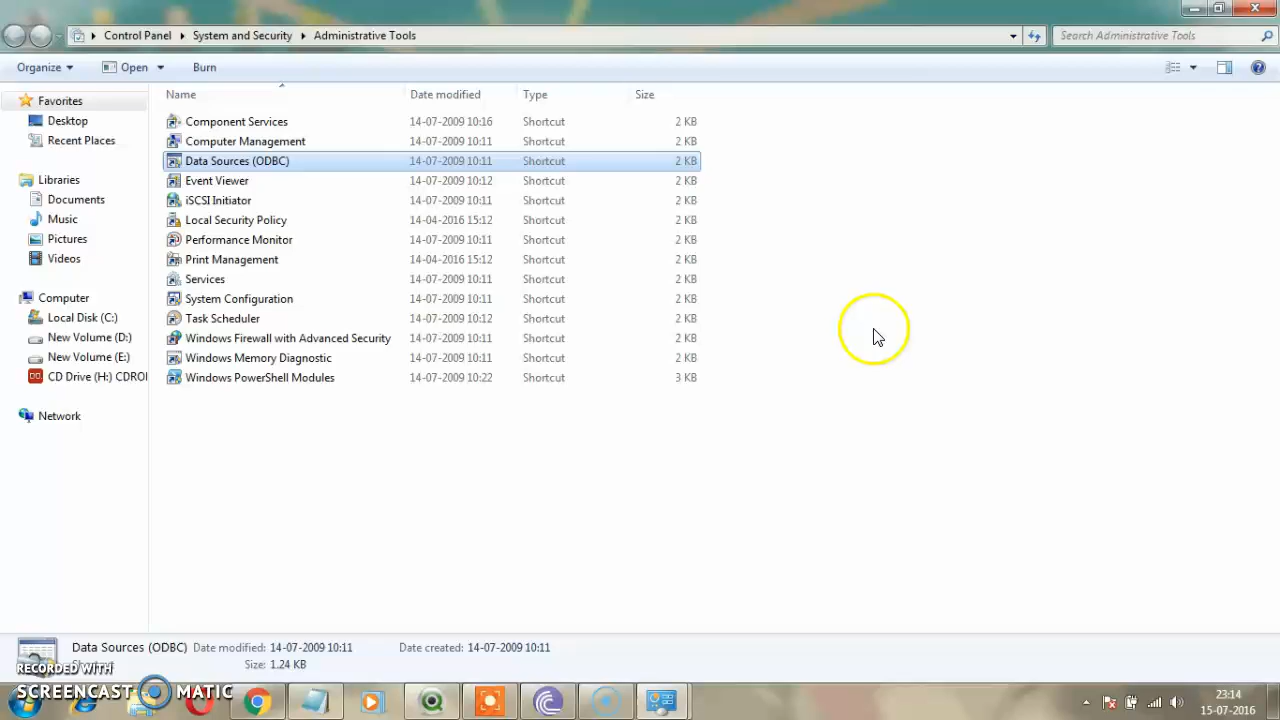 Control Panel System and Security Administrative Tools Search Administrative Tools
Organize Open Burn
Name Date modified Type Size
Favorites
Desktop
Recent Places
Libraries
Documents
Music
Pictures
Videos
Computer
Local Disk (C:)
New Volume (D:)
New Volume (E:)
CD Drive (H:) CDROM
Network
Component Services 14-07-2009 10:16 Shortcut 2 KB
Computer Management 14-07-2009 10:11 Shortcut 2 KB
Data Sources (ODBC) 14-07-2009 10:11 Shortcut 2 KB
Event Viewer 14-07-2009 10:12 Shortcut 2 KB
iSCSI Initiator 14-07-2009 10:11 Shortcut 2 KB
Local Security Policy 14-04-2016 15:12 Shortcut 2 KB
Performance Monitor 14-07-2009 10:11 Shortcut 2 KB
Print Management 14-04-2016 15:12 Shortcut 2 KB
Services 14-07-2009 10:11 Shortcut 2 KB
System Configuration 14-07-2009 10:11 Shortcut 2 KB
Task Scheduler 14-07-2009 10:12 Shortcut 2 KB
Windows Firewall with Advanced Security 14-07-2009 10:11 Shortcut 2 KB
Windows Memory Diagnostic 14-07-2009 10:11 Shortcut 2 KB
Windows PowerShell Modules 14-07-2009 10:22 Shortcut 3 KB
Data Sources (ODBC) Date modified: 14-07-2009 10:11 Date created: 14-07-2009 10:11
Size: 1.24 KB
RECORDED WITH
SCREENCAST MATIC
23:14
15-07-2016